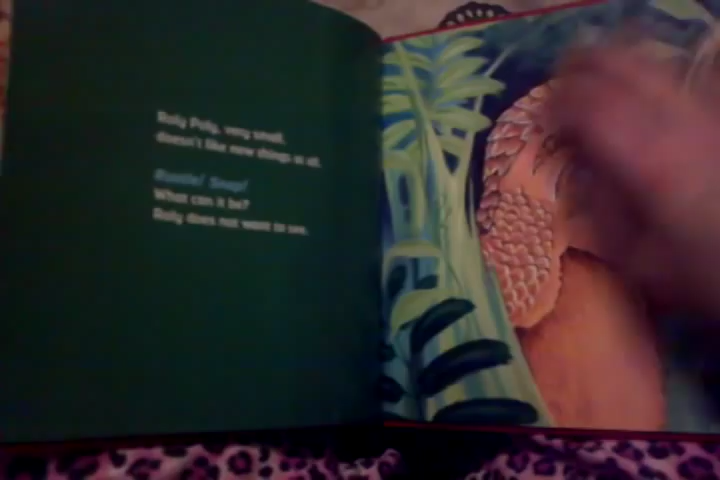 Roly Poly, very small,
doesn't like new things at all.
Rustle! Snap!
What can it be?
Roly does not want to see.